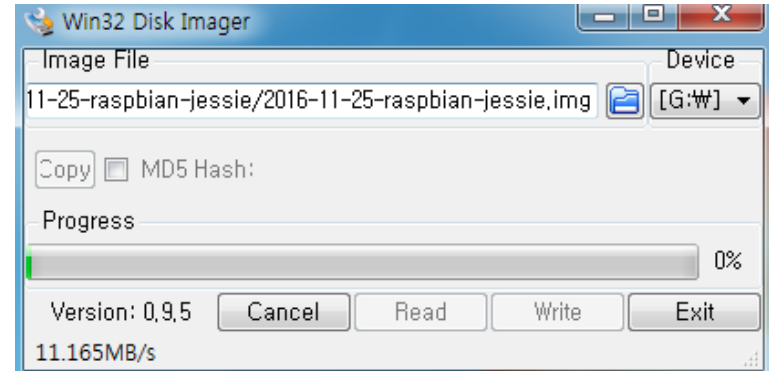 Win32 Disk Imager
Image File
Device
11-25-raspbian-jessie/2016-11-25-raspbian-jessie.img
[G:₩]
Copy
MD5 Hash:
Progress
0%
Version: 0.9.5
Cancel
Read
Write
Exit
11.165MB/s